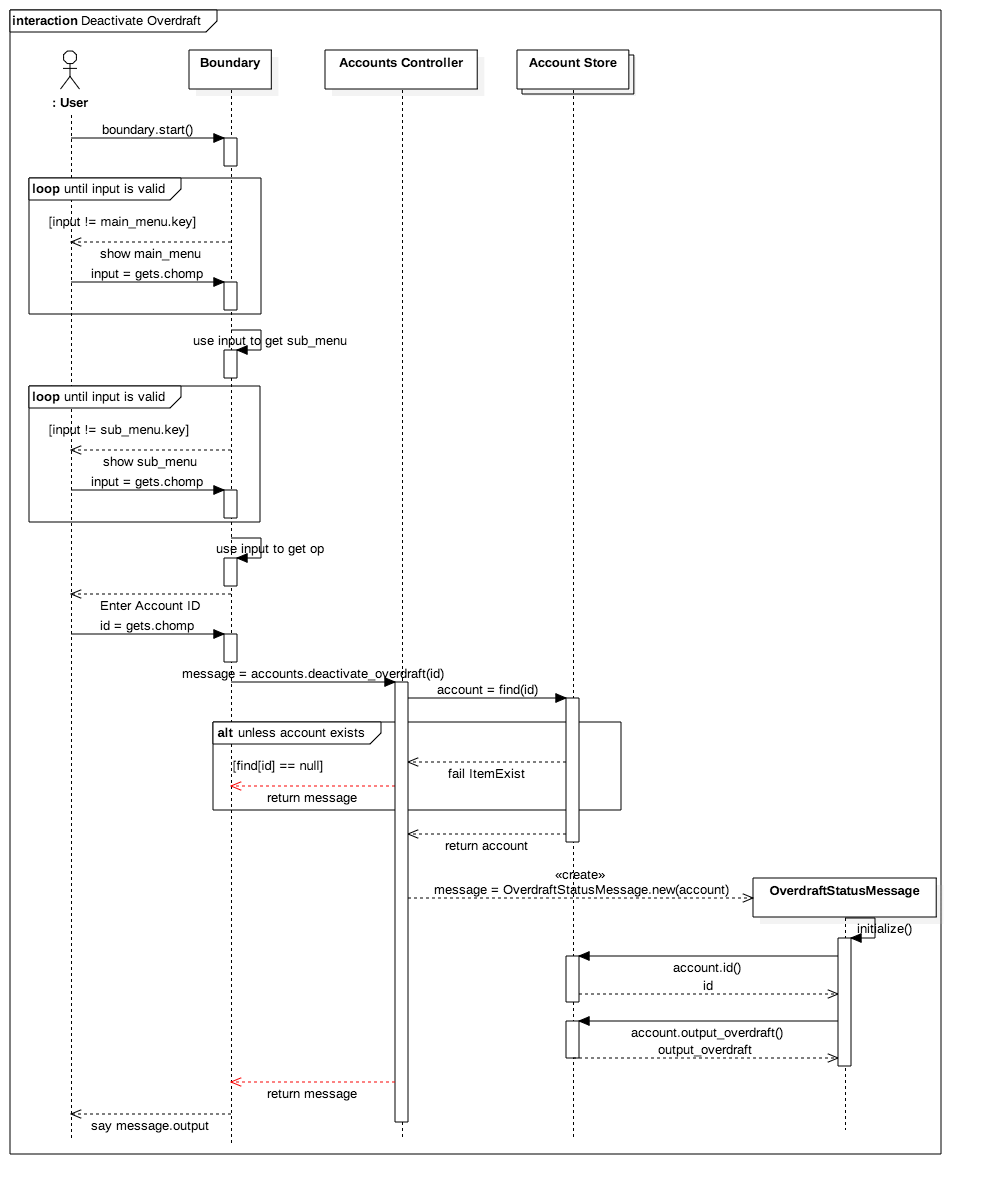 interaction Deactivate Overdraft
Boundary
Accounts Controller
Account Store
: User
boundary.start()
loop until input is valid
[input != main_menu.key]
show main_menu
input = gets.chomp
use input to get sub_menu
loop until input is valid
[input != sub_menu.key]
show sub_menu
input = gets.chomp
use input to get op
Enter Account ID
id = gets.chomp
message = accounts.deactivate_overdraft(id)
account = find(id)
alt unless account exists
[find[id] == null]
fail ItemExist
return message
return account
«create»
message = OverdraftStatusMessage.new(account)
OverdraftStatusMessage
initialize()
account.id()
id
account.output_overdraft()
output_overdraft
return message
say message.output